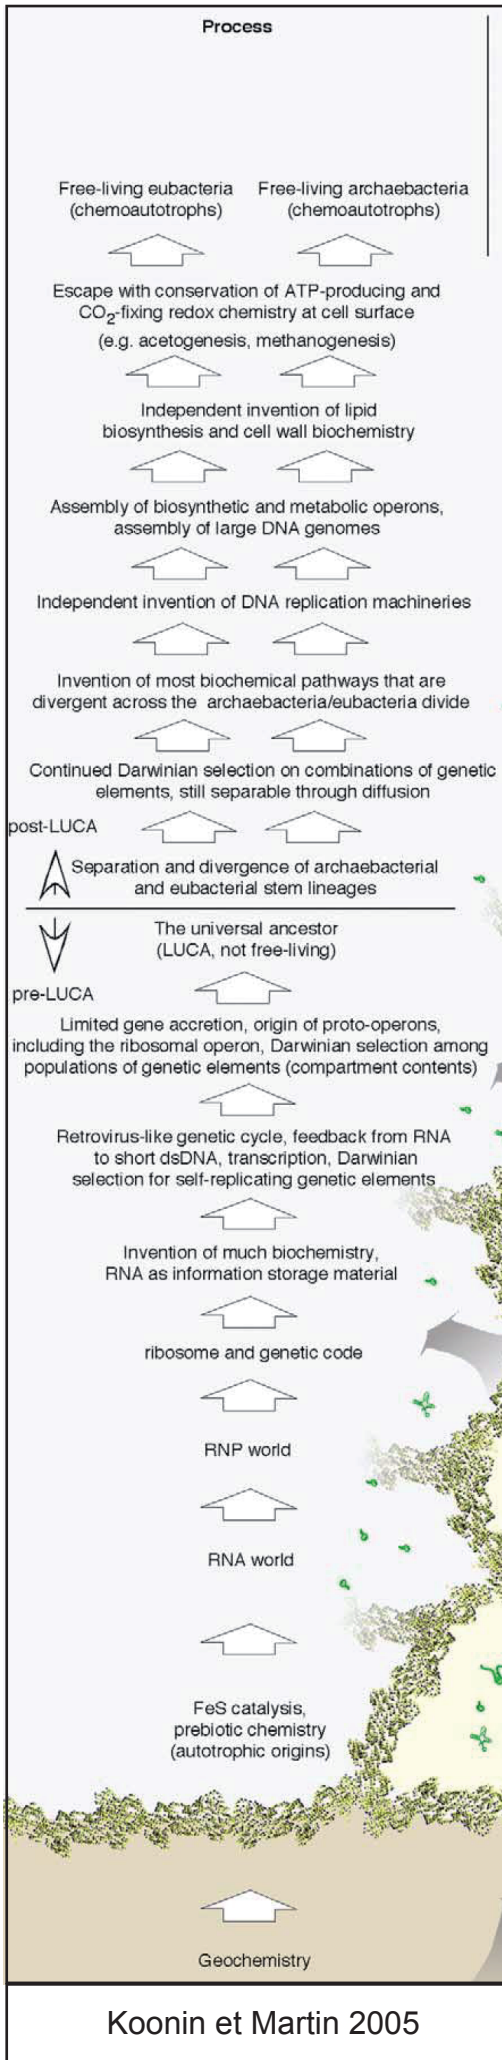 Process
Free-living eubacteria
(chemoautotrophs)
Free-living archaebacteria
(chemoautotrophs)
Escape with conservation of ATP-producing and
CO2-fixing redox chemistry at cell surface
(e.g. acetogenesis, methanogenesis)
Independent invention of lipid
biosynthesis and cell wall biochemistry
Assembly of biosynthetic and metabolic operons,
assembly of large DNA genomes
Independent invention of DNA replication machineries
Invention of most biochemical pathways that are
divergent across the archaebacteria/eubacteria divide
Continued Darwinian selection on combinations of genetic
elements, still separable through diffusion
post-LUCA
Separation and divergence of archaebacterial
and eubacterial stem lineages
The universal ancestor
(LUCA, not free-living)
pre-LUCA
Limited gene accretion, origin of proto-operons,
including the ribosomal operon, Darwinian selection among
populations of genetic elements (compartment contents)
Retrovirus-like genetic cycle, feedback from RNA
to short dsDNA, transcription, Darwinian
selection for self-replicating genetic elements
Invention of much biochemistry,
RNA as information storage material
ribosome and genetic code
RNP world
RNA world
FeS catalysis,
prebiotic chemistry
(autotrophic origins)
Geochemistry
Koonin et Martin 2005